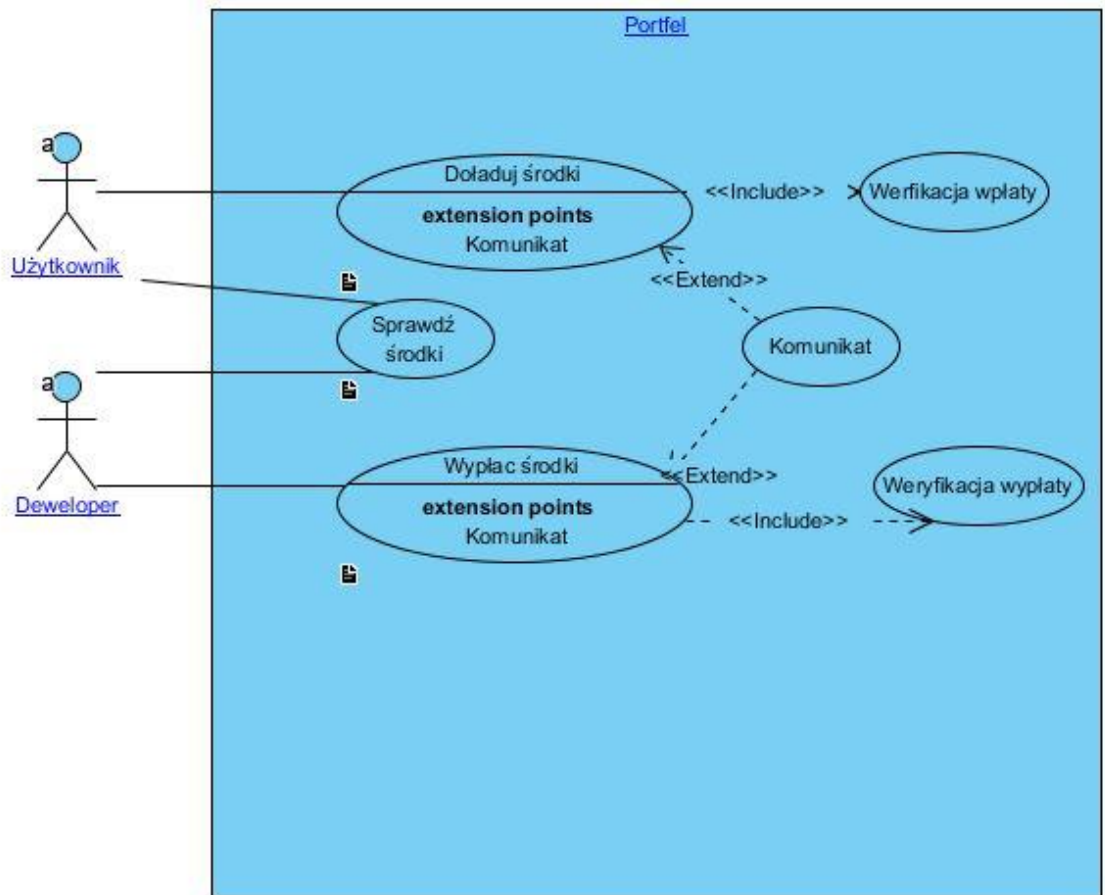 Portfel
a
Doładuj środki
<<Include>>
Werfikacja wpłaty
extension points
Komunikat
Użytkownik
<<Extend>>
Sprawdź
środki
Komunikat
a
Wypłac środki
<<Extend>>
Weryfikacja wypłaty
Deweloper
extension points
Komunikat
<<Include>>